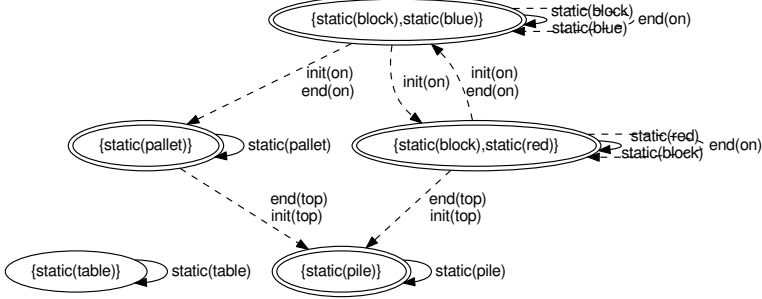 {static(block),static(blue)}
static(block)
static(blue)
end(on)
init(on)
end(on)
init(on)
init(on)
end(on)
{static(pallet)}
static(pallet)
{static(block),static(red)}
static(red)
static(block)
end(on)
end(top)
init(top)
end(top)
init(top)
{static(table)}
static(table)
{static(pile)}
static(pile)